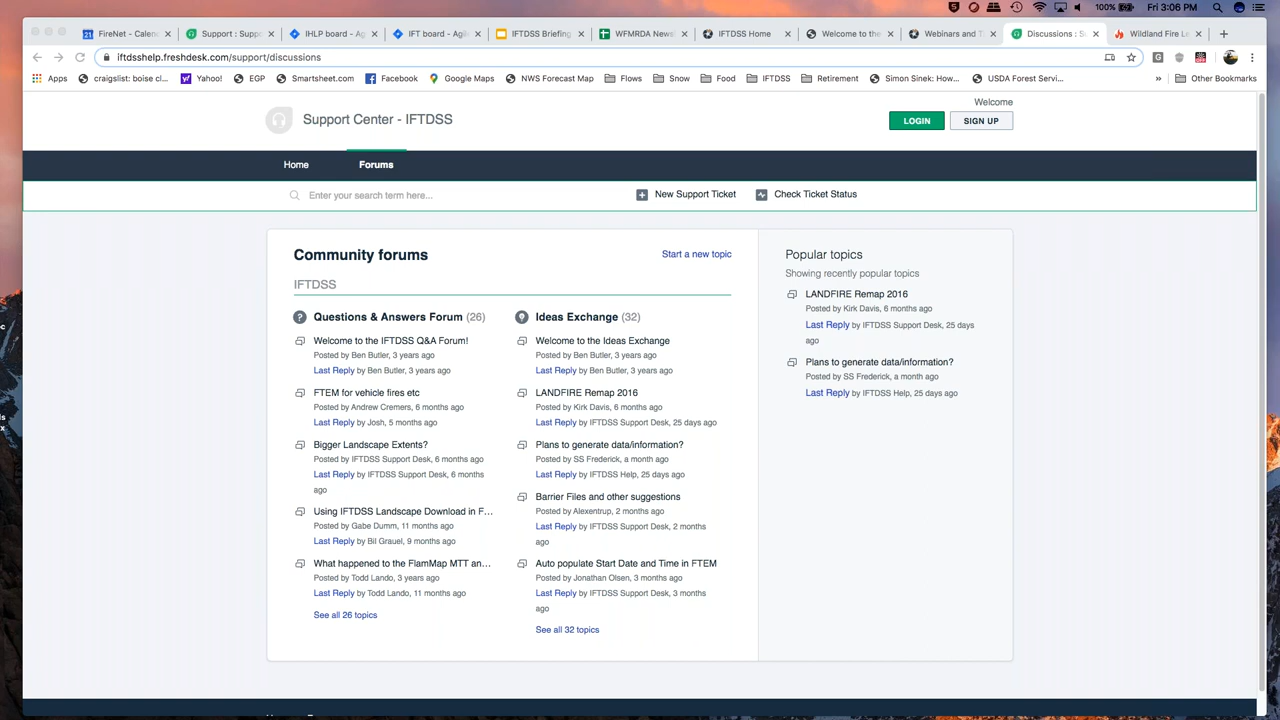 100%
Fri 3:06 PM
FireNet - Calend
Support : Suppo
IHLP board - Ag
IFT board - Agile
IFTDSS Briefing
WFMRDA News
IFTDSS Home
Welcome to the
Webinars and T
Discussions : S
Wildland Fire Le
iftdsshelp.freshdesk.com/support/discussions
Apps
craigslist: boise cl...
Yahoo!
EGP
Smartsheet.com
Facebook
Google Maps
NWS Forecast Map
Flows
Snow
Food
IFTDSS
Retirement
Simon Sinek: How...
USDA Forest Servi...
»
Other Bookmarks
Support Center - IFTDSS
Welcome
LOGIN
SIGN UP
Home
Forums
Enter your search term here...
New Support Ticket
Check Ticket Status
Community forums
Start a new topic
IFTDSS
Questions & Answers Forum (26)
Welcome to the IFTDSS Q&A Forum!
Posted by Ben Butler, 3 years ago
Last Reply by Ben Butler, 3 years ago
FTEM for vehicle fires etc
Posted by Andrew Cremers, 6 months ago
Last Reply by Josh, 5 months ago
Bigger Landscape Extents?
Posted by IFTDSS Support Desk, 6 months ago
Last Reply by IFTDSS Support Desk, 6 months
ago
Using IFTDSS Landscape Download in F...
Posted by Gabe Dumm, 11 months ago
Last Reply by Bil Grauel, 9 months ago
What happened to the FlamMap MTT an...
Posted by Todd Lando, 3 years ago
Last Reply by Todd Lando, 11 months ago
See all 26 topics
Ideas Exchange (32)
Welcome to the Ideas Exchange
Posted by Ben Butler, 3 years ago
Last Reply by Ben Butler, 3 years ago
LANDFIRE Remap 2016
Posted by Kirk Davis, 6 months ago
Last Reply by IFTDSS Support Desk, 25 days ago
Plans to generate data/information?
Posted by SS Frederick, a month ago
Last Reply by IFTDSS Help, 25 days ago
Barrier Files and other suggestions
Posted by Alexentrup, 2 months ago
Last Reply by IFTDSS Support Desk, 2 months
ago
Auto populate Start Date and Time in FTEM
Posted by Jonathan Olsen, 3 months ago
Last Reply by IFTDSS Support Desk, 3 months
ago
See all 32 topics
Popular topics
Showing recently popular topics
LANDFIRE Remap 2016
Posted by Kirk Davis, 6 months ago
Last Reply by IFTDSS Support Desk, 25 days
ago
Plans to generate data/information?
Posted by SS Frederick, a month ago
Last Reply by IFTDSS Help, 25 days ago